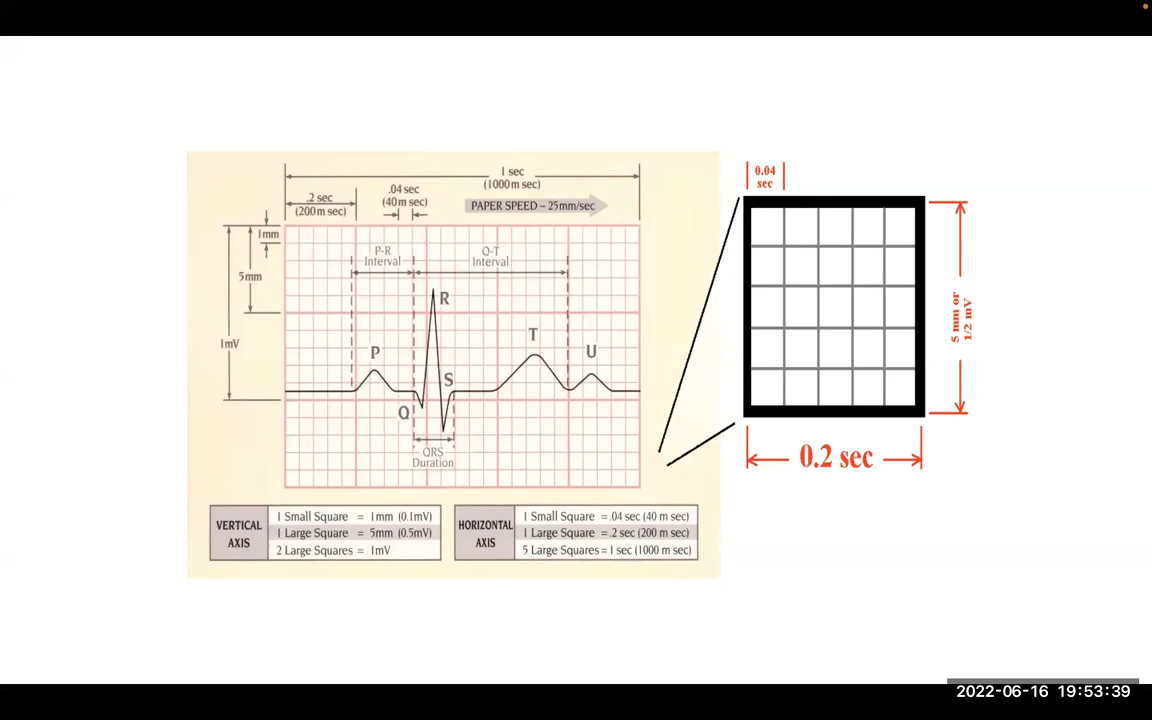 1 sec
(1000 m sec)
.2 sec
(200 m sec)
.04 sec
(40 m sec)
PAPER SPEED – 25mm/sec
1mm
5mm
1mV
P-R
Interval
Q-T
Interval
R
P
T
U
S
Q
QRS
Duration
VERTICAL
AXIS
1 Small Square = 1mm (0.1mV)
1 Large Square = 5mm (0.5mV)
2 Large Squares = 1mV
HORIZONTAL
AXIS
1 Small Square = .04 sec (40 m sec)
1 Large Square = .2 sec (200 m sec)
5 Large Squares = 1 sec (1000 m sec)
0.04
sec
5 mm or
1/2 mV
0.2 sec
2022-06-16 19:53:39